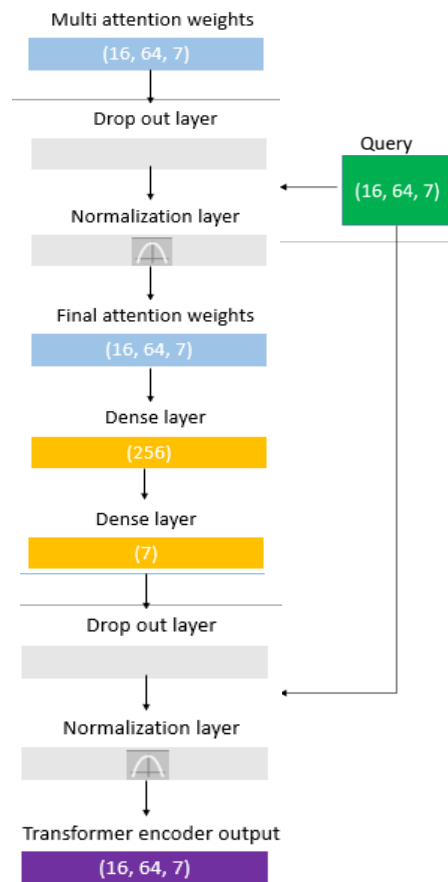 Multi attention weights
(16, 64, 7)
Drop out layer
Query
(16, 64, 7)
Normalization layer
Final attention weights
(16, 64, 7)
Dense layer
(256)
Dense layer
(7)
Drop out layer
Normalization layer
Transformer encoder output
(16, 64, 7)